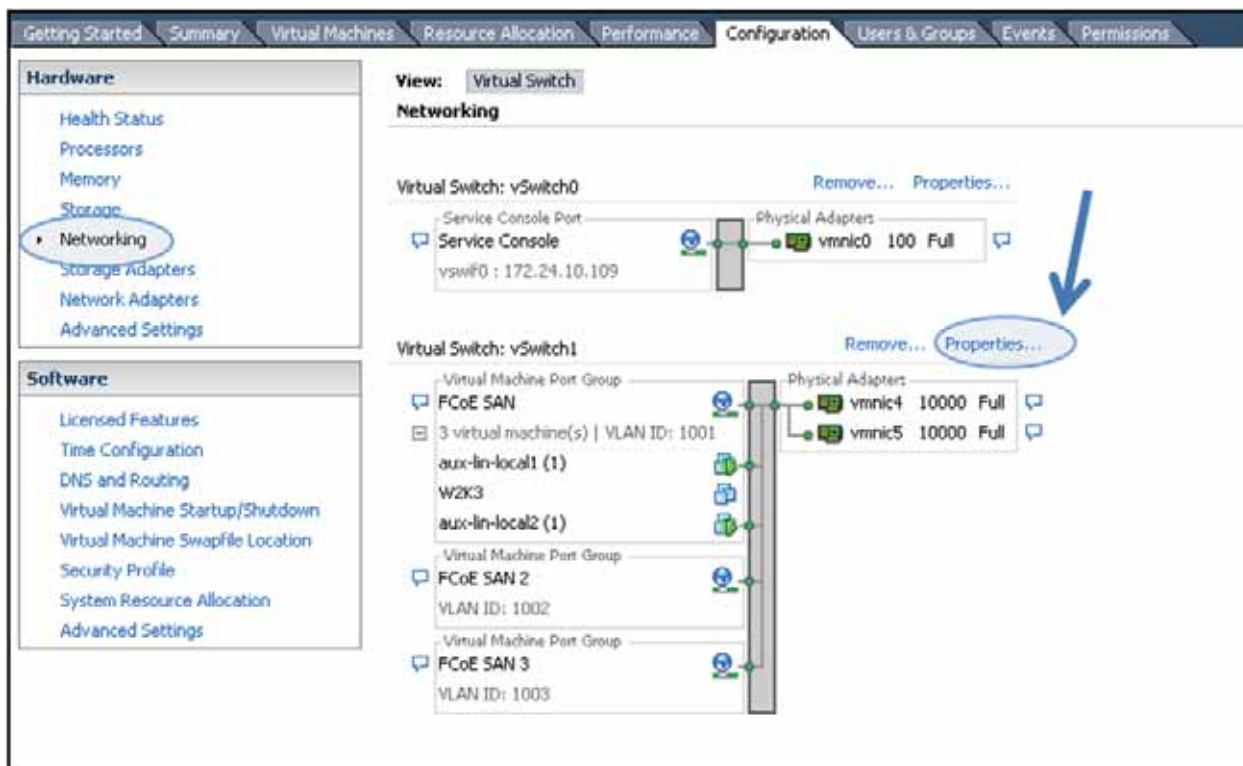 Getting Started Summary Virtual Machines Resource Allocation Performance Configuration Users & Groups Events Permissions
Hardware
Health Status
Processors
Memory
Storage
Networking
Storage Adapters
Network Adapters
Advanced Settings
Software
Licensed Features
Time Configuration
DNS and Routing
Virtual Machine Startup/Shutdown
Virtual Machine Swapfile Location
Security Profile
System Resource Allocation
Advanced Settings
View: Virtual Switch
Networking
Virtual Switch: vSwitch0 Remove... Properties...
Service Console Port Physical Adapters
Service Console vmnic0 100 Full
vswif0 : 172.24.10.109
Virtual Switch: vSwitch1 Remove... Properties...
Virtual Machine Port Group Physical Adapters
FCoE SAN vmnic4 10000 Full
3 virtual machine(s) | VLAN ID: 1001 vmnic5 10000 Full
aux-lin-local1 (1)
W2K3
aux-lin-local2 (1)
Virtual Machine Port Group
FCoE SAN 2
VLAN ID: 1002
Virtual Machine Port Group
FCoE SAN 3
VLAN ID: 1003